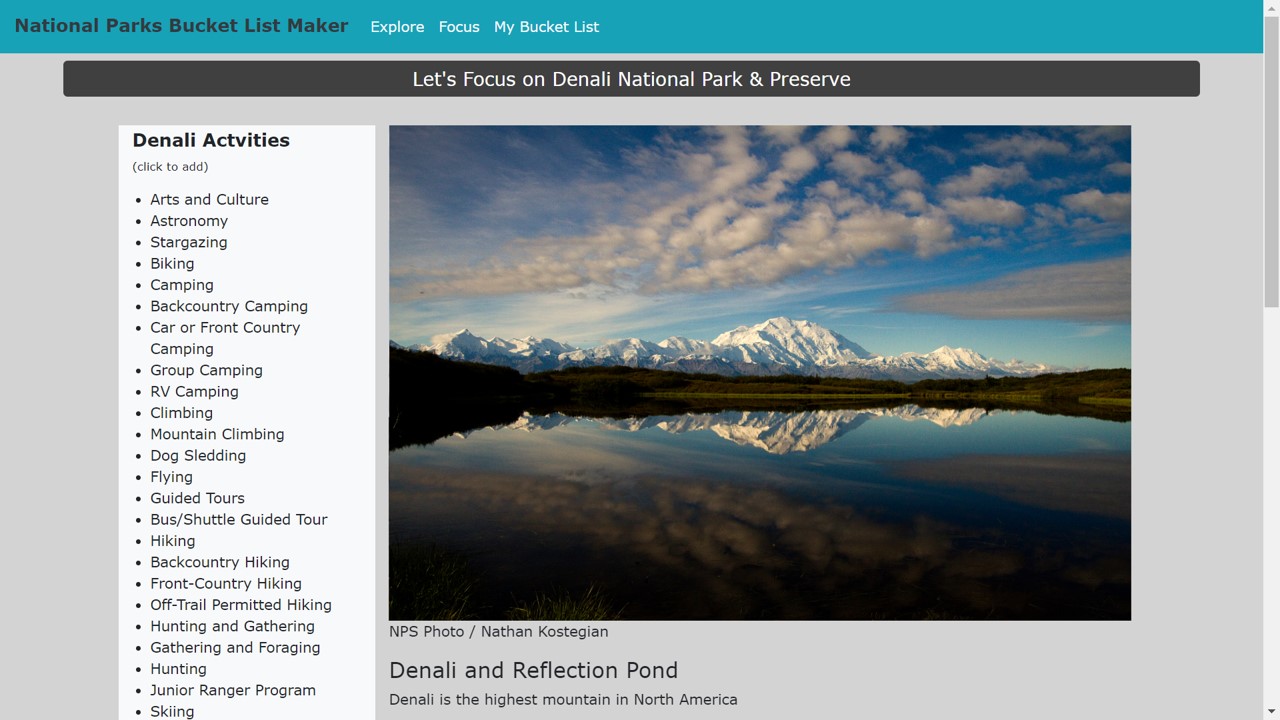 National Parks Bucket List Maker
Explore
Focus
My Bucket List
Let's Focus on Denali National Park & Preserve
Denali Actvities
(click to add)
Arts and Culture
Astronomy
Stargazing
Biking
Camping
Backcountry Camping
Car or Front Country
Camping
Group Camping
RV Camping
Climbing
Mountain Climbing
Dog Sledding
Flying
Guided Tours
Bus/Shuttle Guided Tour
Hiking
Backcountry Hiking
Front-Country Hiking
Off-Trail Permitted Hiking
Hunting and Gathering
Gathering and Foraging
Hunting
Junior Ranger Program
Skiing
NPS Photo / Nathan Kostegian
Denali and Reflection Pond
Denali is the highest mountain in North America